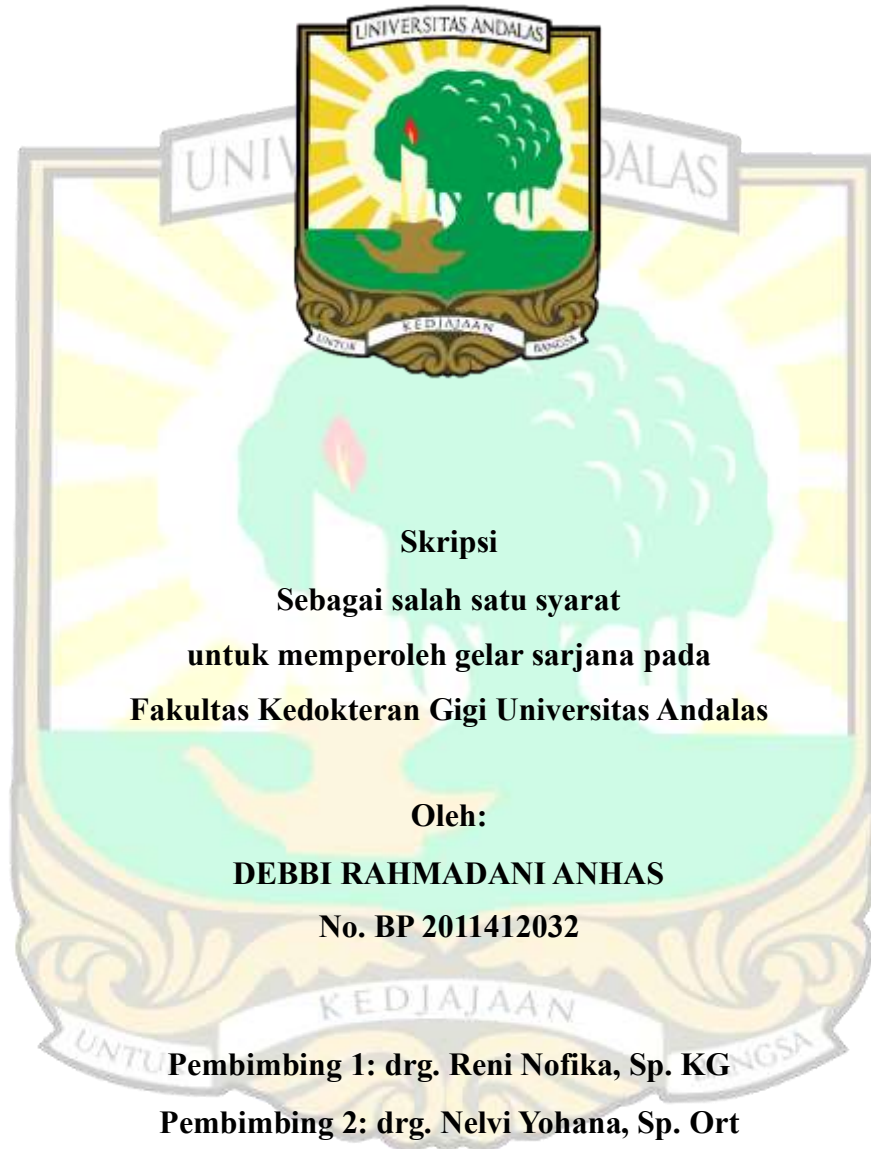 UNIVERSITAS ANDALAS
KEDJAJAAN
UNTUK BANGSA
Skripsi
Sebagai salah satu syarat
untuk memperoleh gelar sarjana pada
Fakultas Kedokteran Gigi Universitas Andalas
Oleh:
DEBBI RAHMADANI ANHAS
No. BP 2011412032
KEDJAJAAN
BANGSA
Pembimbing 1: drg. Reni Nofika, Sp. KG
Pembimbing 2: drg. Nelvi Yohana, Sp. Ort